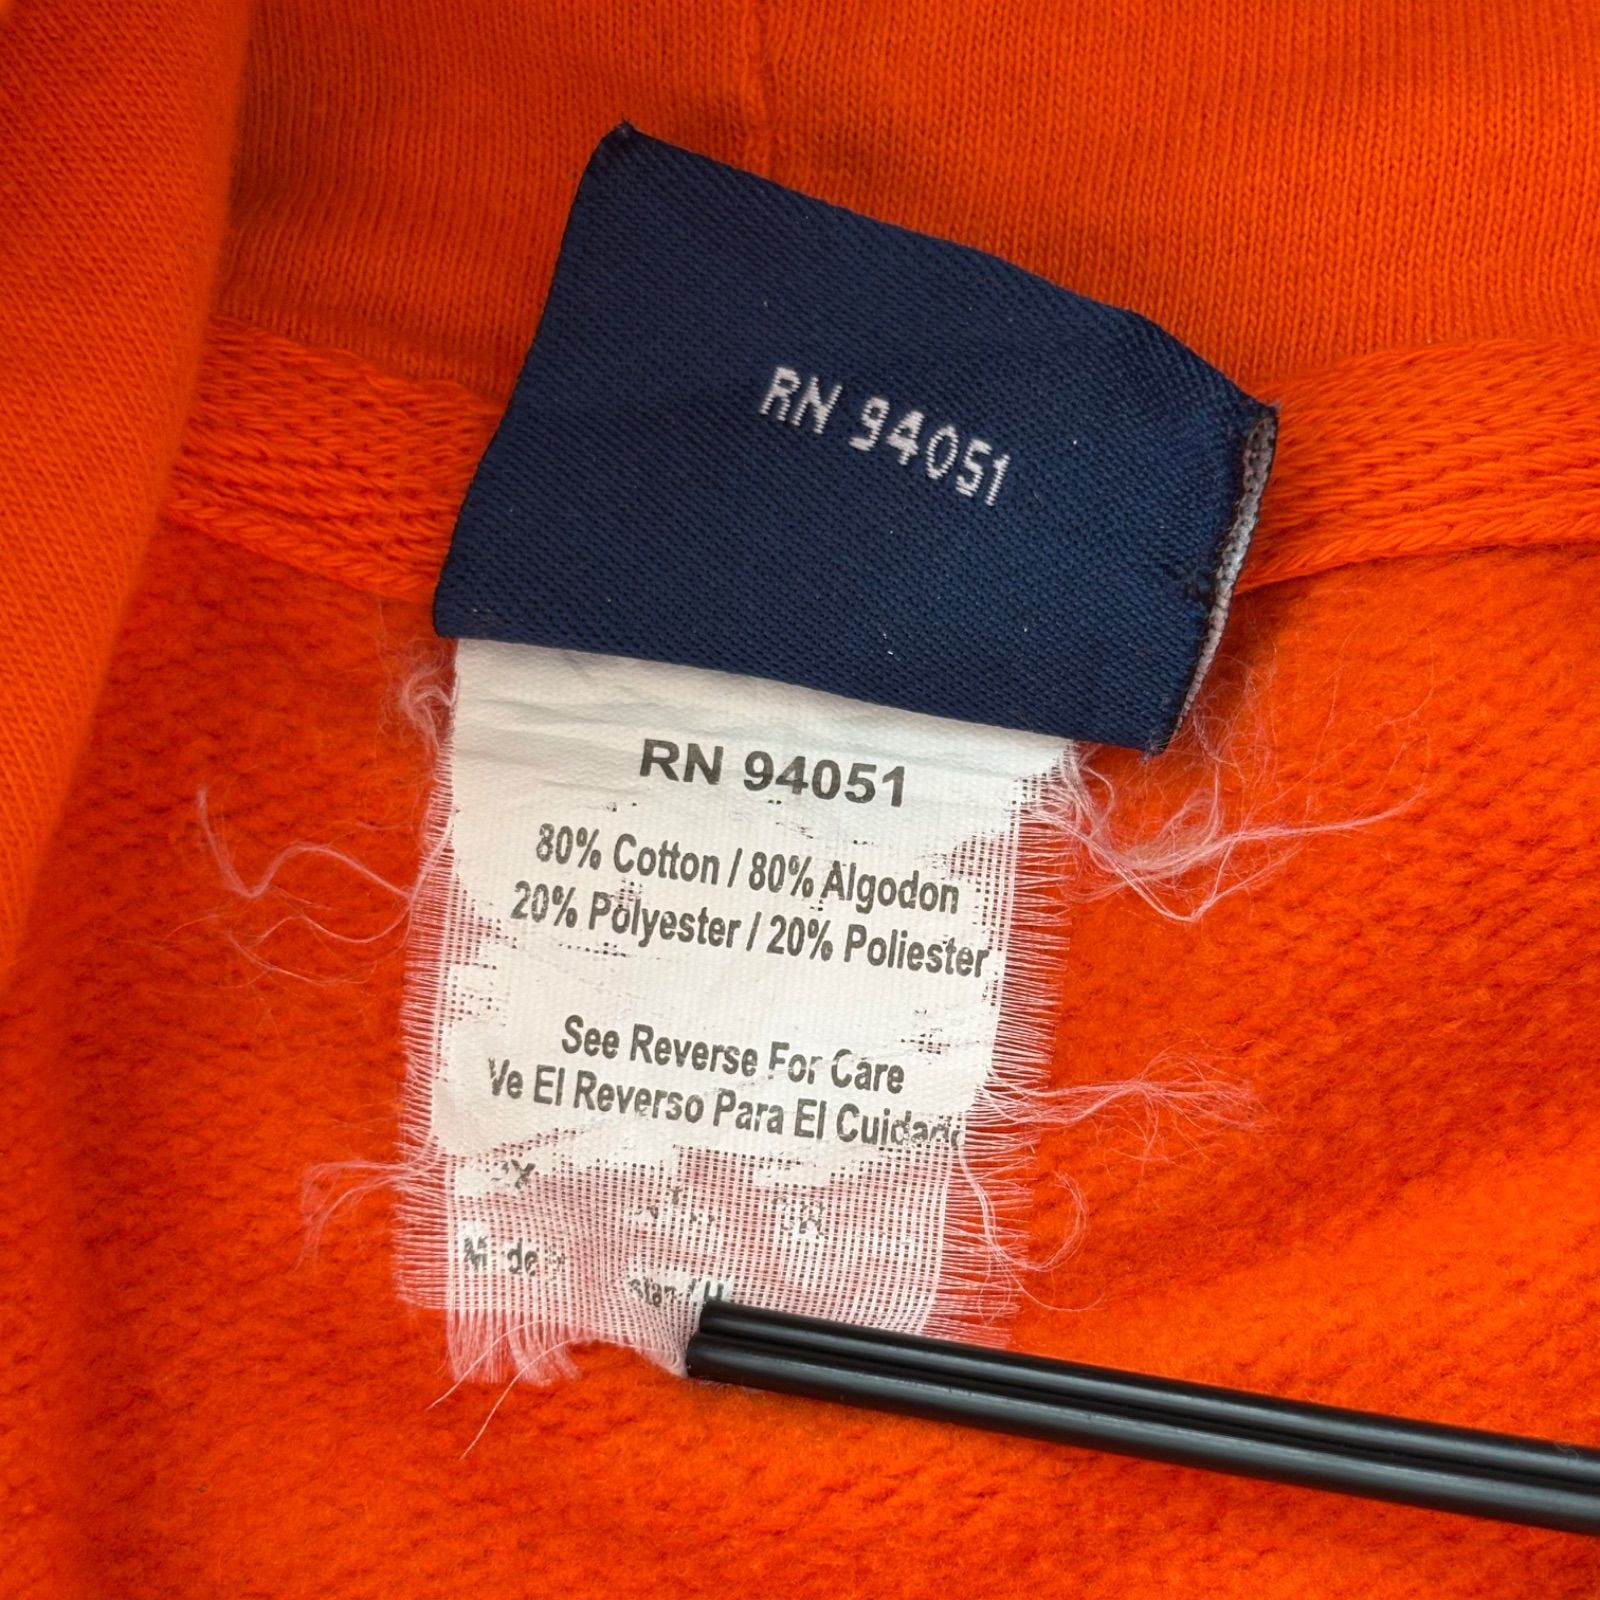 RN 94051
RN 94051
80% Cotton / 80% Algodon
20% Polyester / 20% Poliester
See Reverse For Care
Ve El Reverso Para El Cuidado